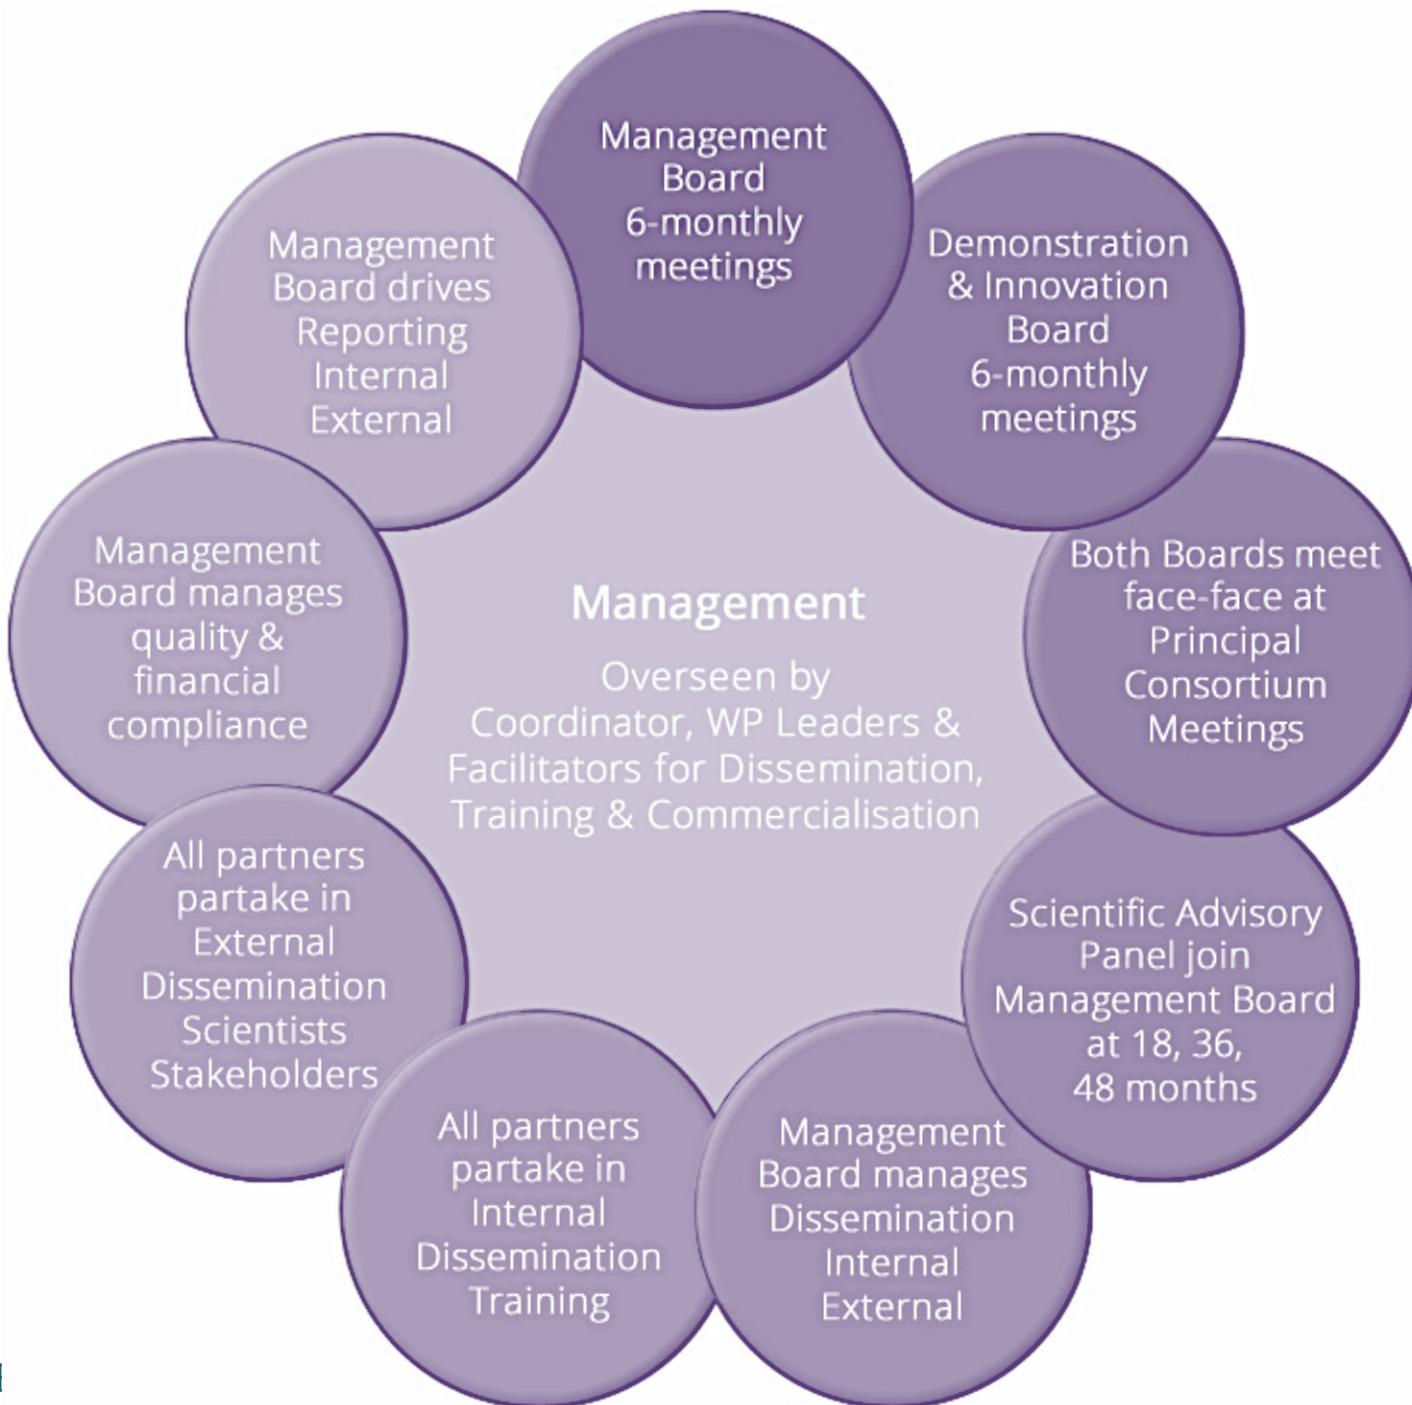 Management
Board
6-monthly
meetings
Demonstration
& Innovation
Board
6-monthly
meetings
Both Boards meet
face-face at
Principal
Consortium
Meetings
Scientific Advisory
Panel join
Management Board
at 18, 36,
48 months
Management
Board manages
Dissemination
Internal
External
All partners
partake in
Internal
Dissemination
Training
All partners
partake in
External
Dissemination
Scientists
Stakeholders
Management
Board manages
quality &
financial
compliance
Management
Board drives
Reporting
Internal
External
Management
Overseen by
Coordinator, WP Leaders &
Facilitators for Dissemination,
Training & Commercialisation